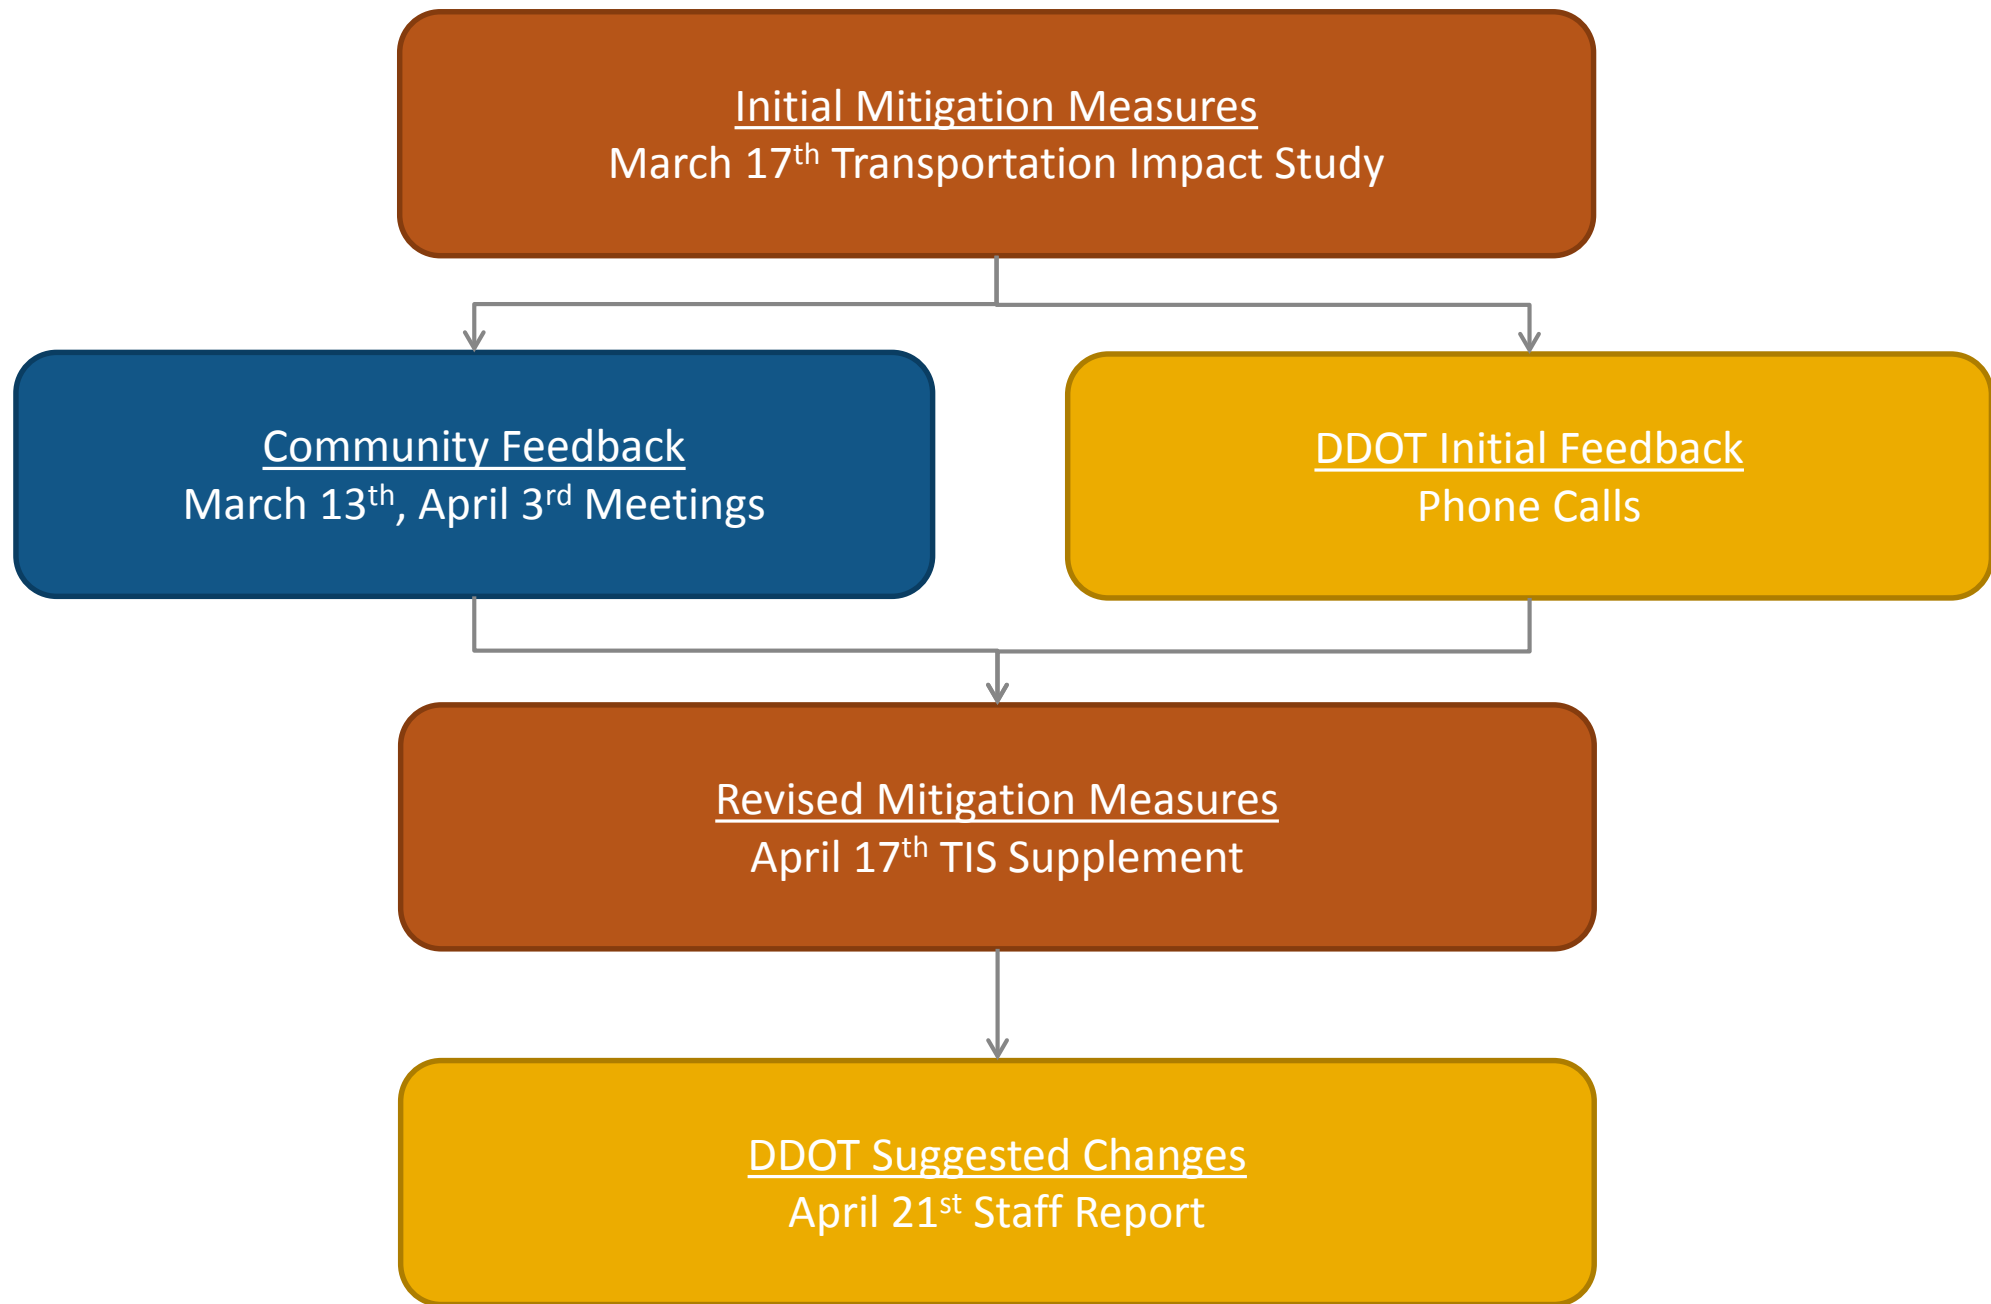 Initial Mitigation Measures
March 17th Transportation Impact Study
Community Feedback
March 13th, April 3rd Meetings
DDOT Initial Feedback
Phone Calls
Revised Mitigation Measures
April 17th TIS Supplement
DDOT Suggested Changes
April 21st Staff Report